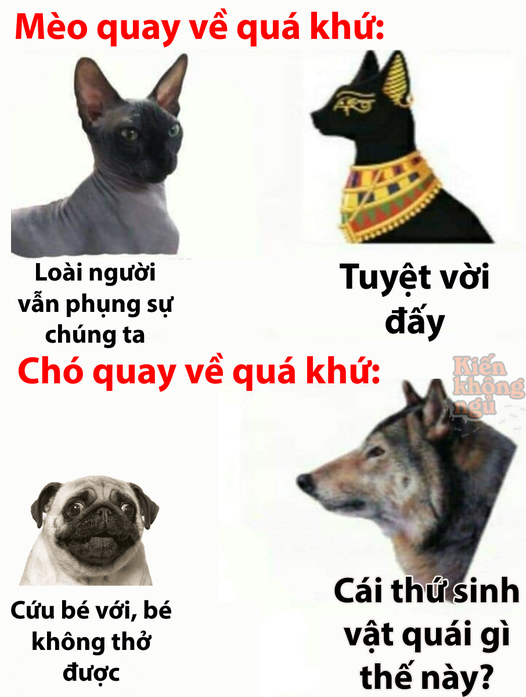 Mèo quay về quá khứ:
Loài người
vẫn phụng sự
chúng ta
Tuyệt vời
đấy
Chó quay về quá khứ:
Kiến
không
ngủ
Cứu bé với, bé
không thở
được
Cái thứ sinh
vật quái gì
thế này?